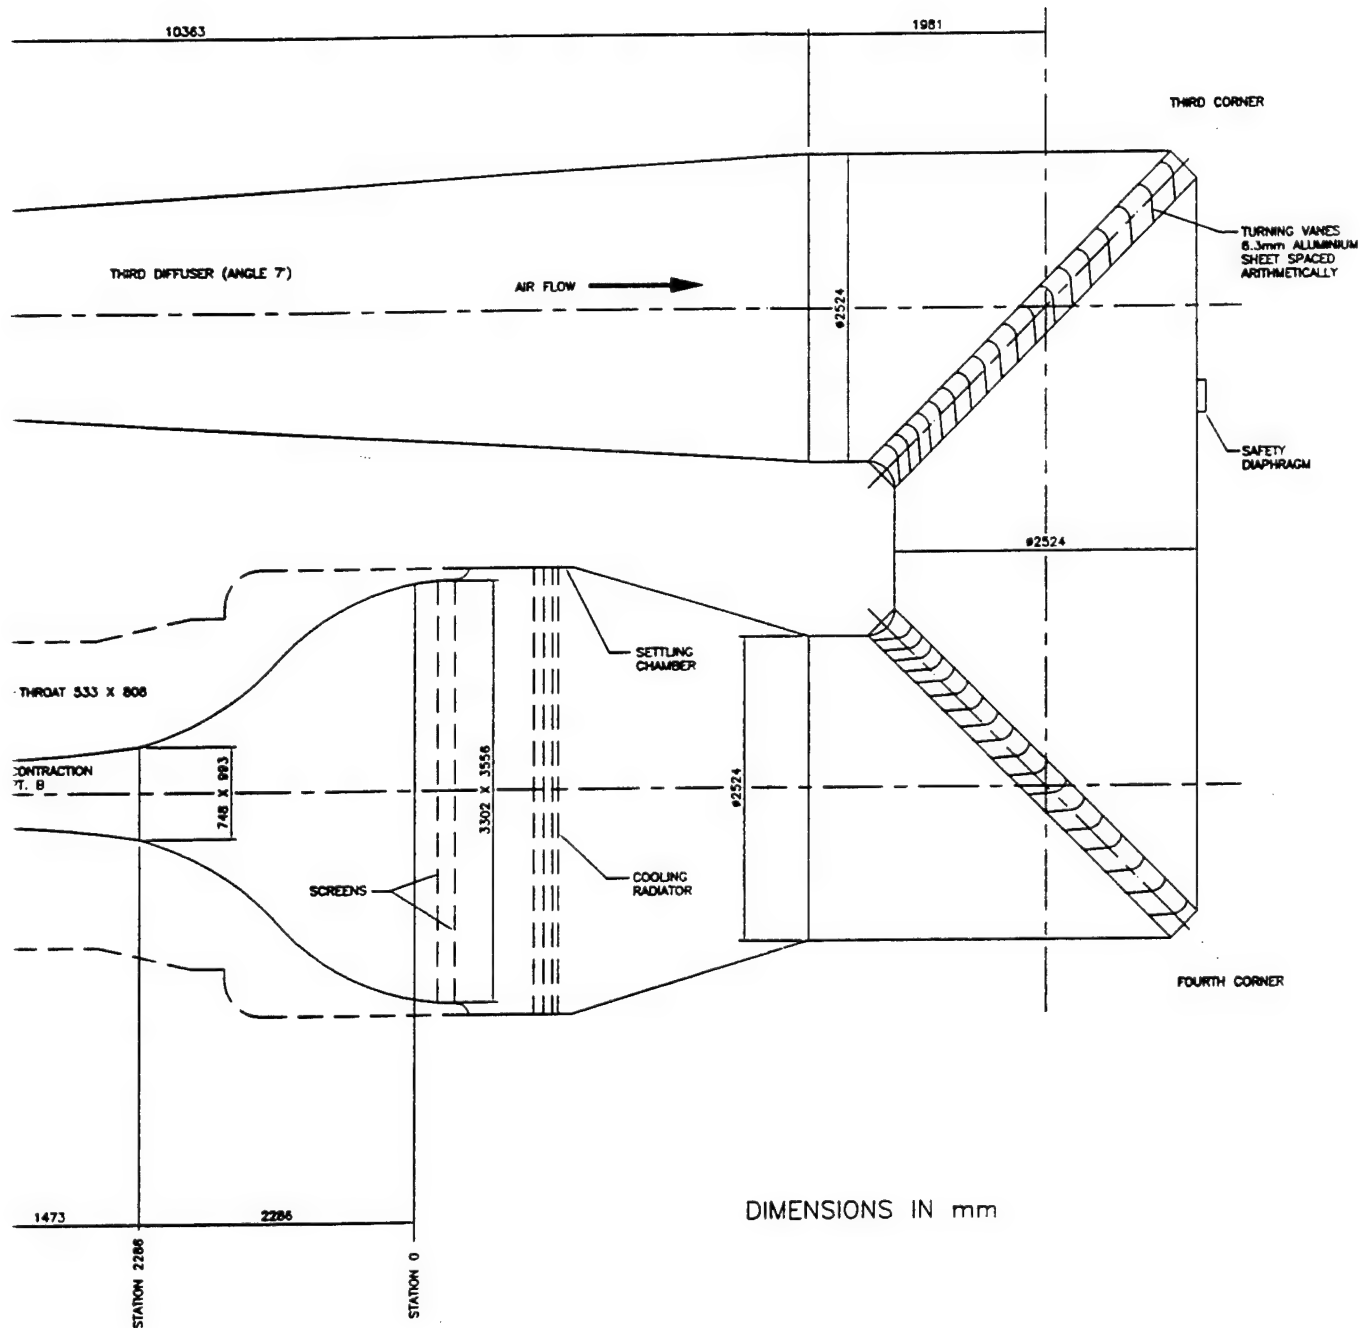 10363
1981
THIRD CORNER
TURNING VANES
6.3mm ALUMINIUM
SHEET SPACED
ARITHMETICALLY
THIRD DIFFUSER (ANGLE 7°)
AIR FLOW
ø2524
SAFETY
DIAPHRAGM
ø2524
SETTLING
CHAMBER
THROAT 533 X 808
CONTRACTION
PT. B
748 X 993
3302 X 3556
ø2524
SCREENS
COOLING
RADIATOR
FOURTH CORNER
1473
2286
DIMENSIONS IN mm
STATION 2286
STATION 0